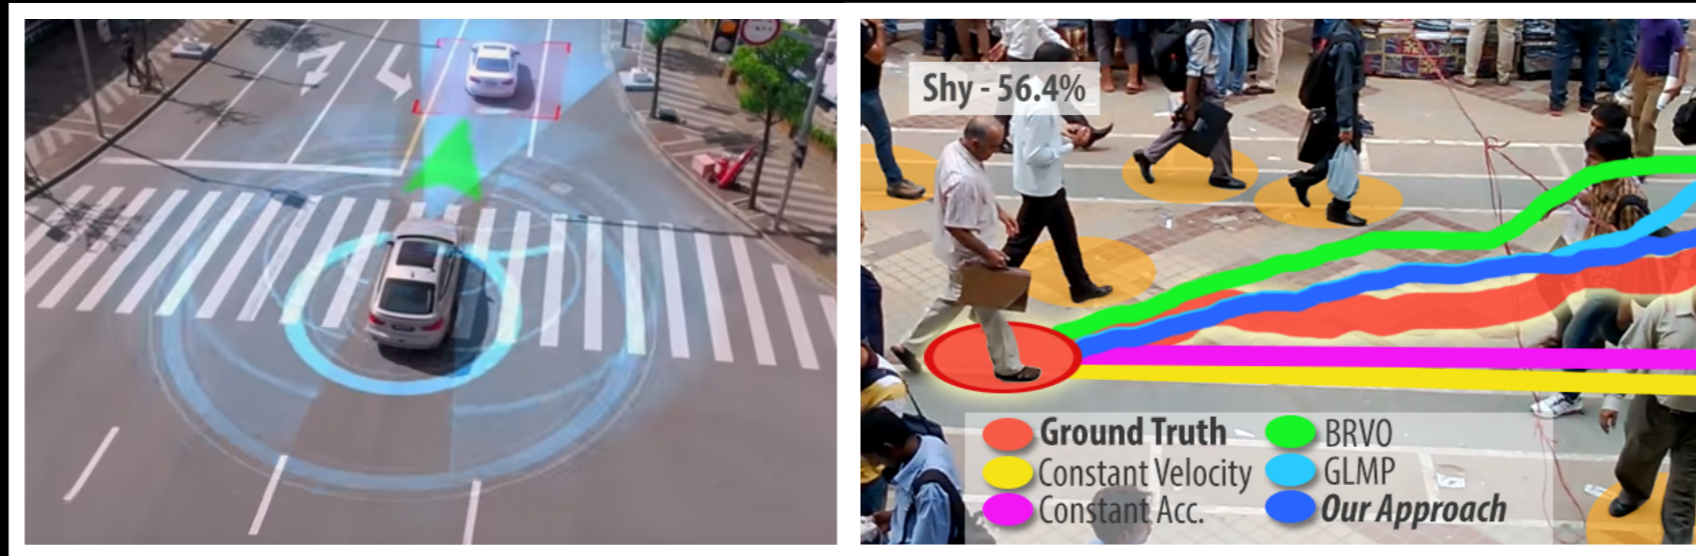 Shy - 56.4%
Ground Truth
Constant Velocity
Constant Acc.
BRVO
GLMP
Our Approach